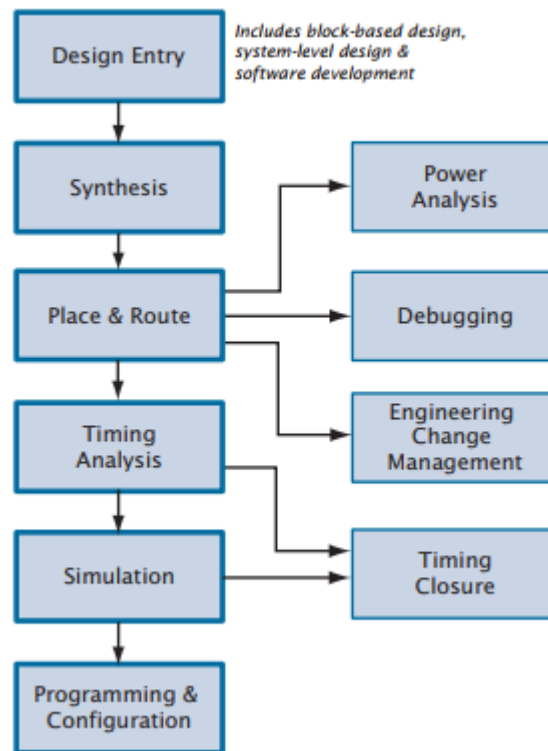 Design Entry
Includes block-based design,
system-level design &
software development
Synthesis
Power
Analysis
Place & Route
Debugging
Timing
Analysis
Engineering
Change
Management
Simulation
Timing
Closure
Programming &
Configuration